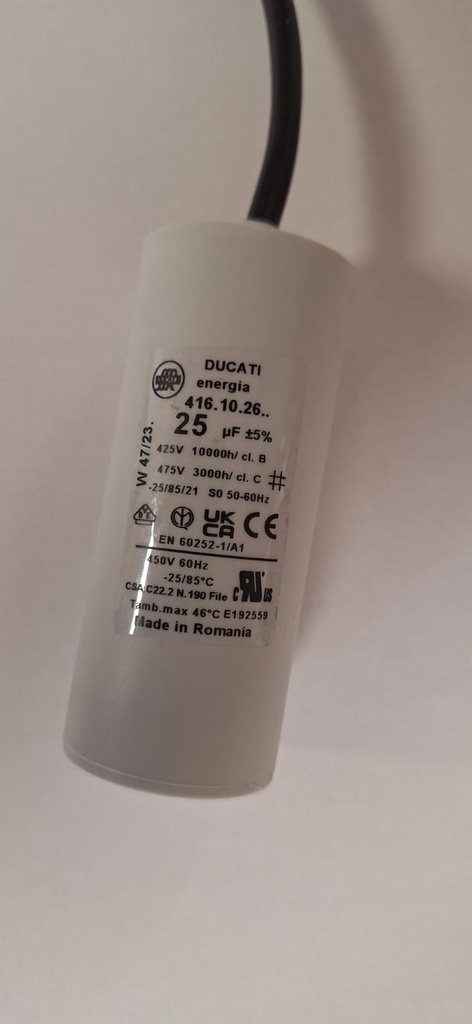 DUCATI
energia
416.10.26..
25 µF ±5%
425V 10000h/ cl. B
475V 3000h/ cl. C #
-25/85/21 S0 50-60Hz
W 47/23.
UK
CA CE
EN 60252-1/A1
450V 60Hz
-25/85°C
CSA C22.2 N.190 File c RU us
Tamb.max 46°C E192559
Made in Romania